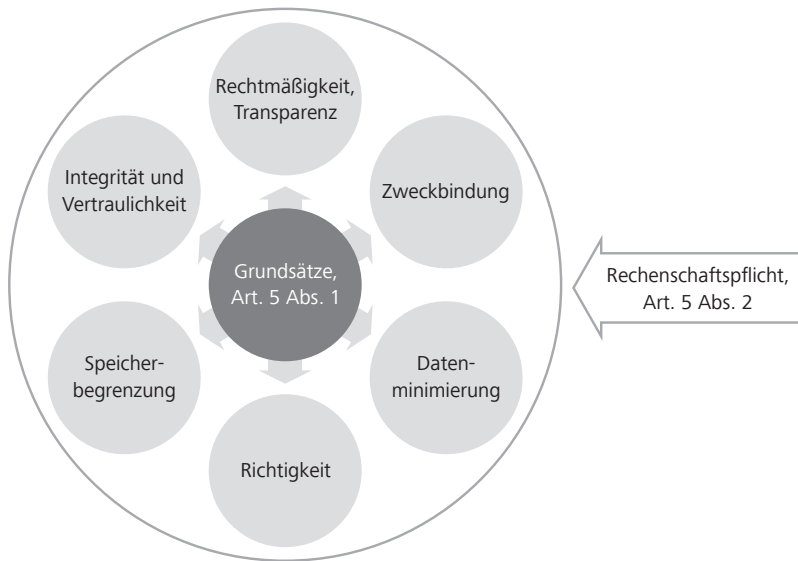 Rechtmäßigkeit,
Transparenz
Integrität und
Vertraulichkeit
Zweckbindung
Grundsätze,
Art. 5 Abs. 1
Rechenschaftspflicht,
Art. 5 Abs. 2
Speicher-
begrenzung
Daten-
minimierung
Richtigkeit